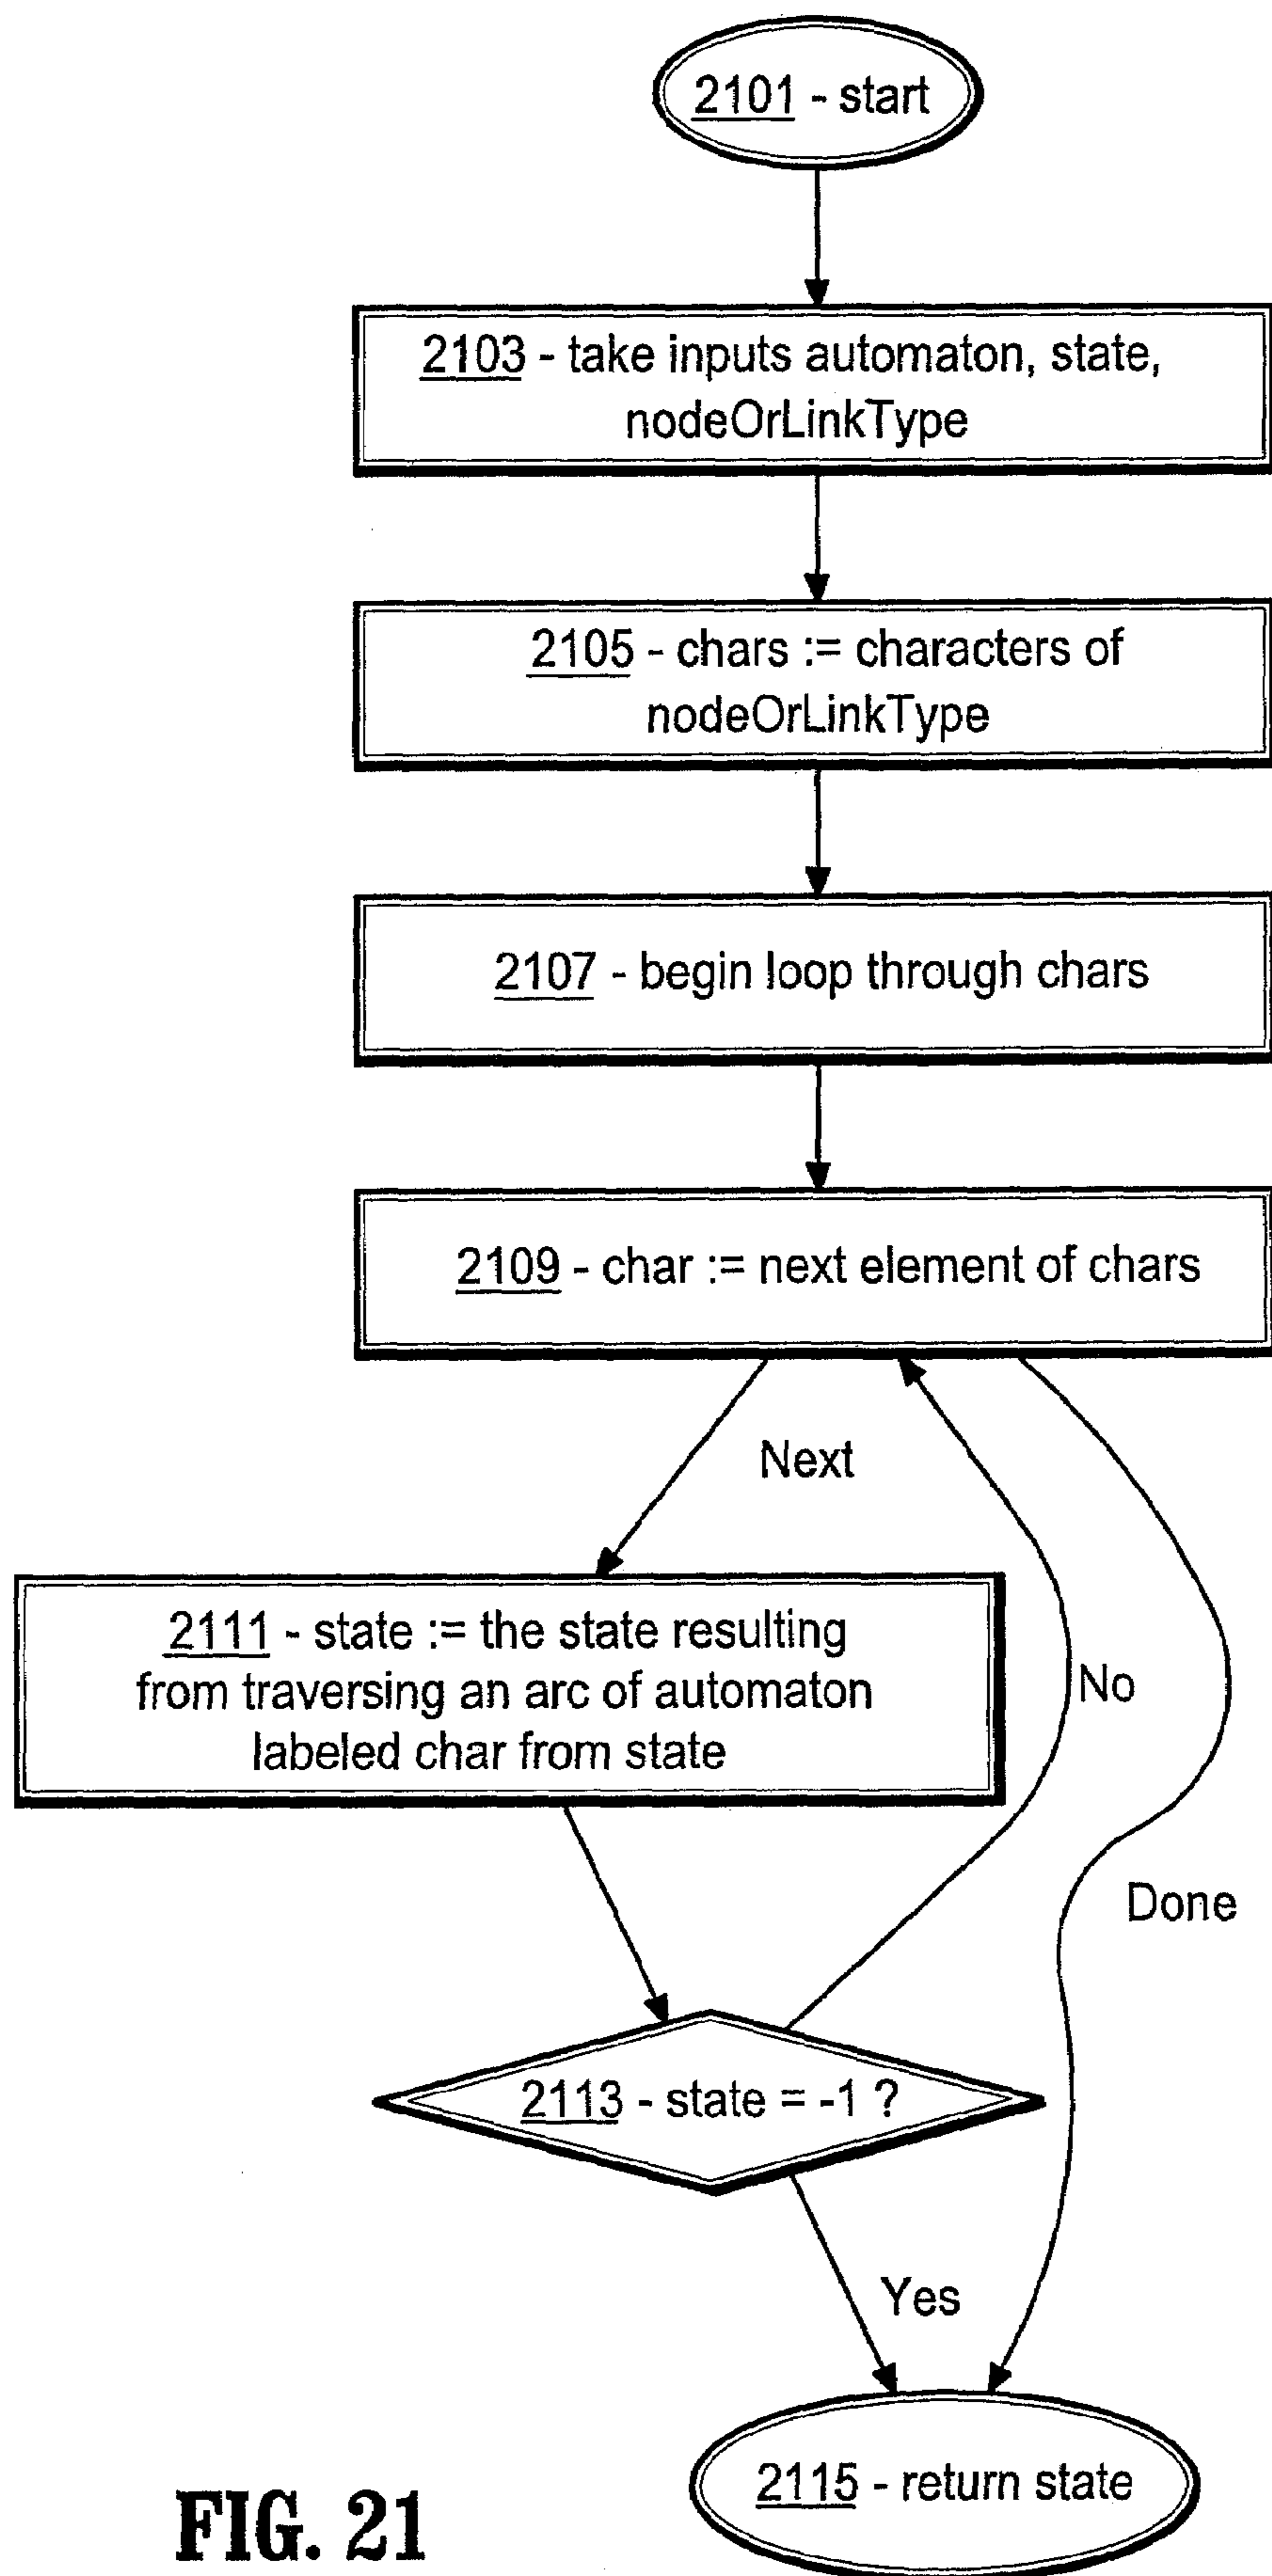 2101 - start
2103 - take inputs automaton, state,
nodeOrLinkType
2105 - chars := characters of
nodeOrLinkType
2107 - begin loop through chars
2109 - char := next element of chars
Next
2111 - state := the state resulting
from traversing an arc of automaton
labeled char from state
No
Done
2113 - state = -1 ?
Yes
2115 - return state
FIG. 21